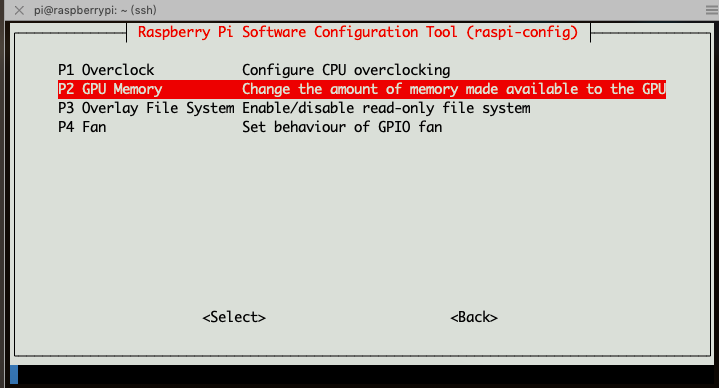 pi@raspberrypi: ~ (ssh)
Raspberry Pi Software Configuration Tool (raspi-config)
P1 Overclock Configure CPU overclocking
P2 GPU Memory Change the amount of memory made available to the GPU
P3 Overlay File System Enable/disable read-only file system
P4 Fan Set behaviour of GPIO fan
<Select> <Back>